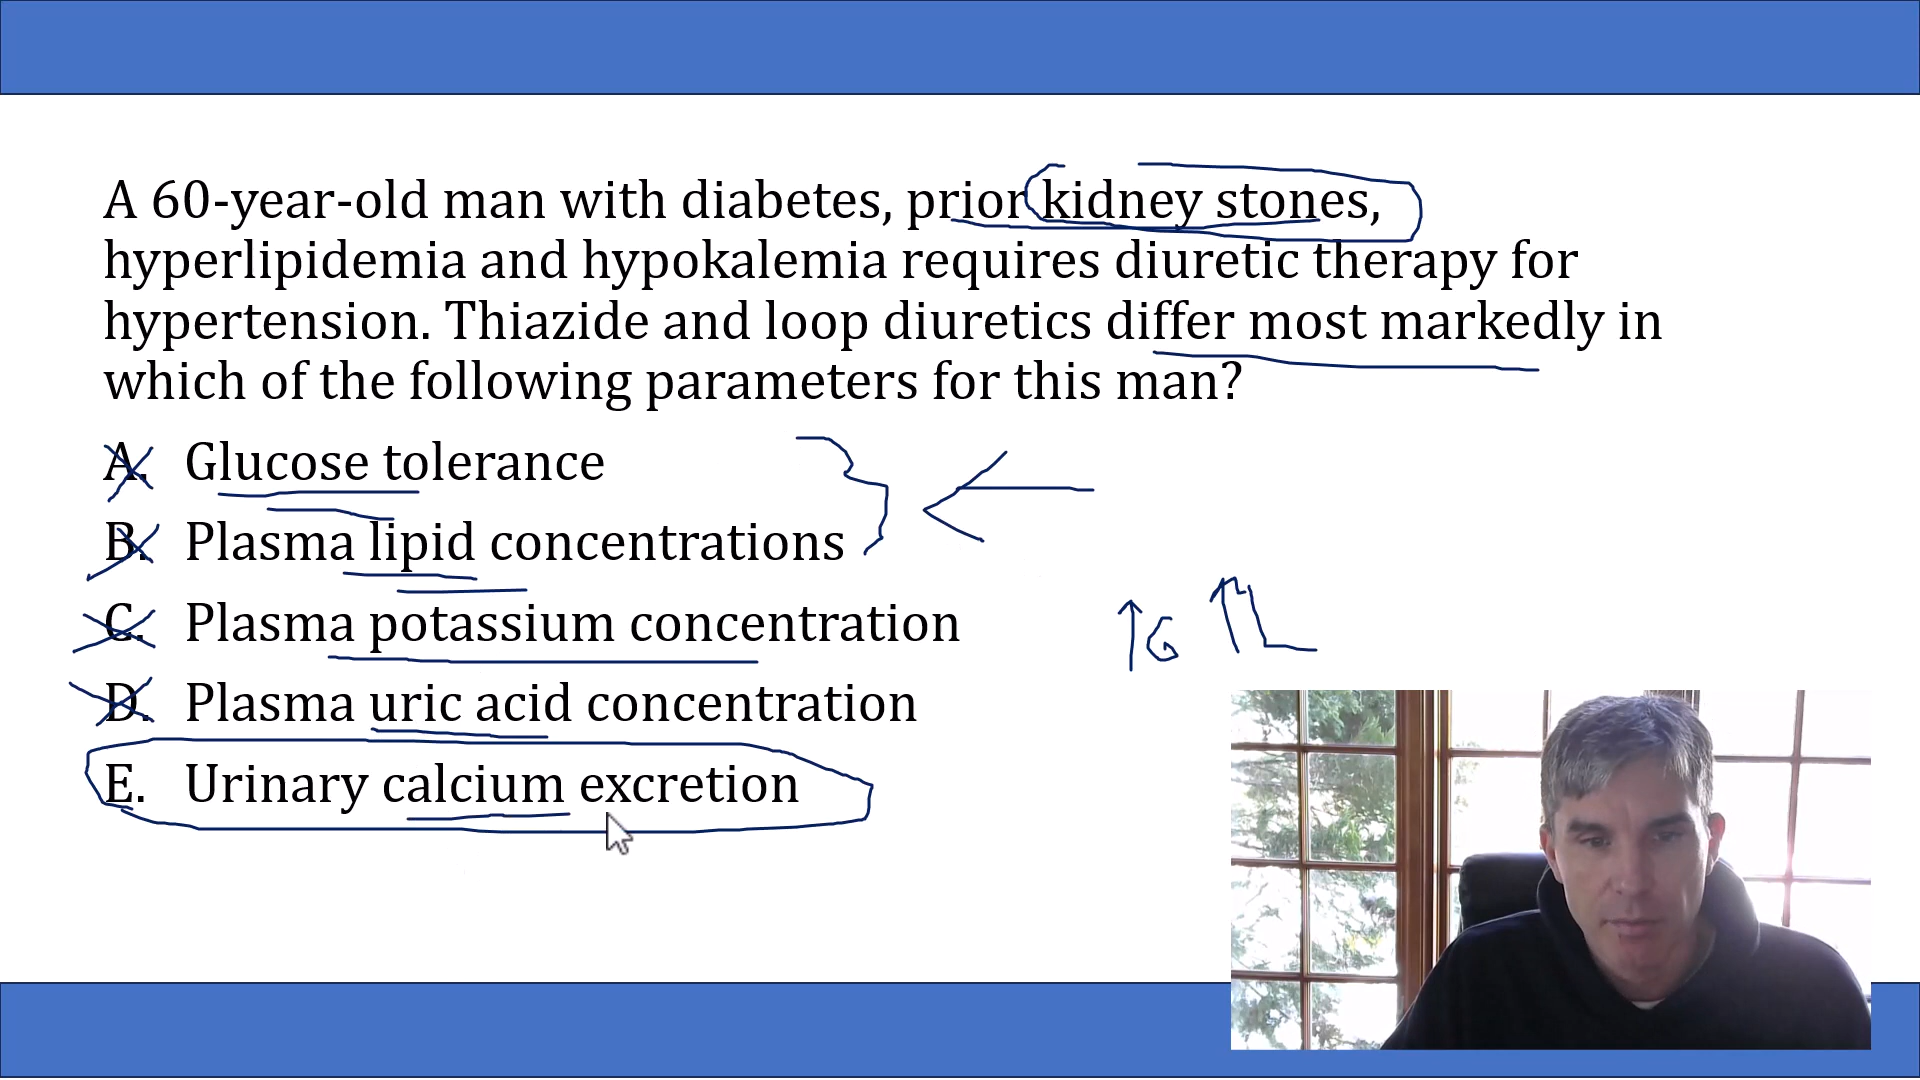 A 60-year-old man with diabetes, prior kidney stones,
hyperlipidemia and hypokalemia requires diuretic therapy for
hypertension. Thiazide and loop diuretics differ most markedly in
which of the following parameters for this man?
A. Glucose tolerance
B. Plasma lipid concentrations
C. Plasma potassium concentration
D. Plasma uric acid concentration
E. Urinary calcium excretion
↑G ↑L